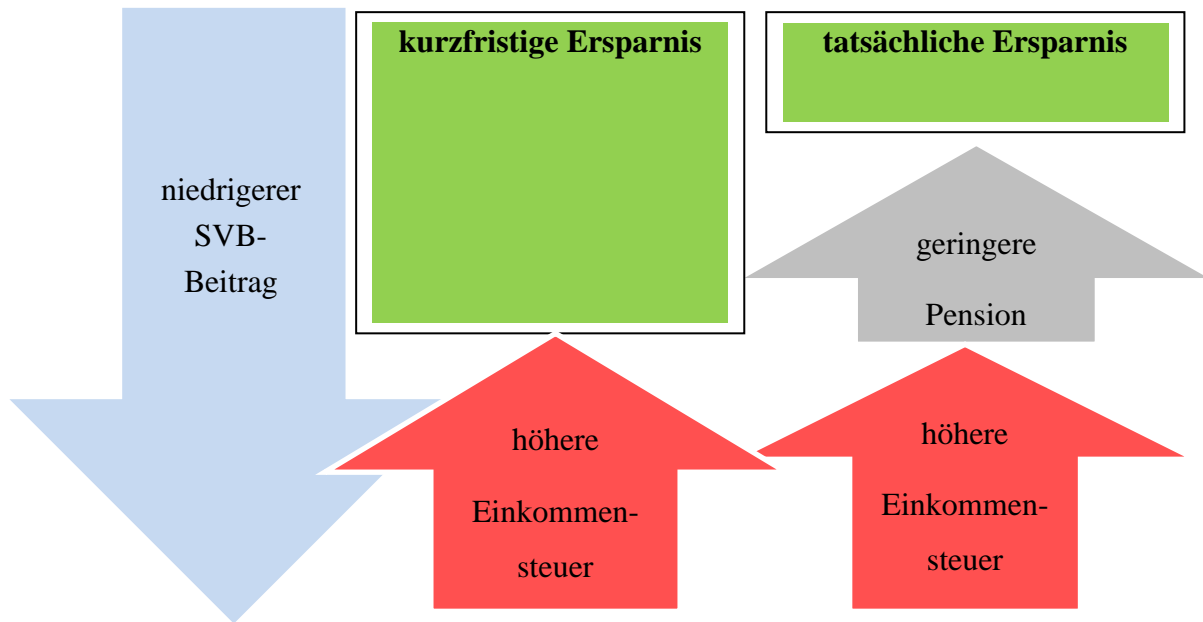 kurzfristige Ersparnis
tatsächliche Ersparnis
niedrigerer
SVB-
Beitrag
geringere
Pension
höhere
Einkommen-
steuer
höhere
Einkommen-
steuer